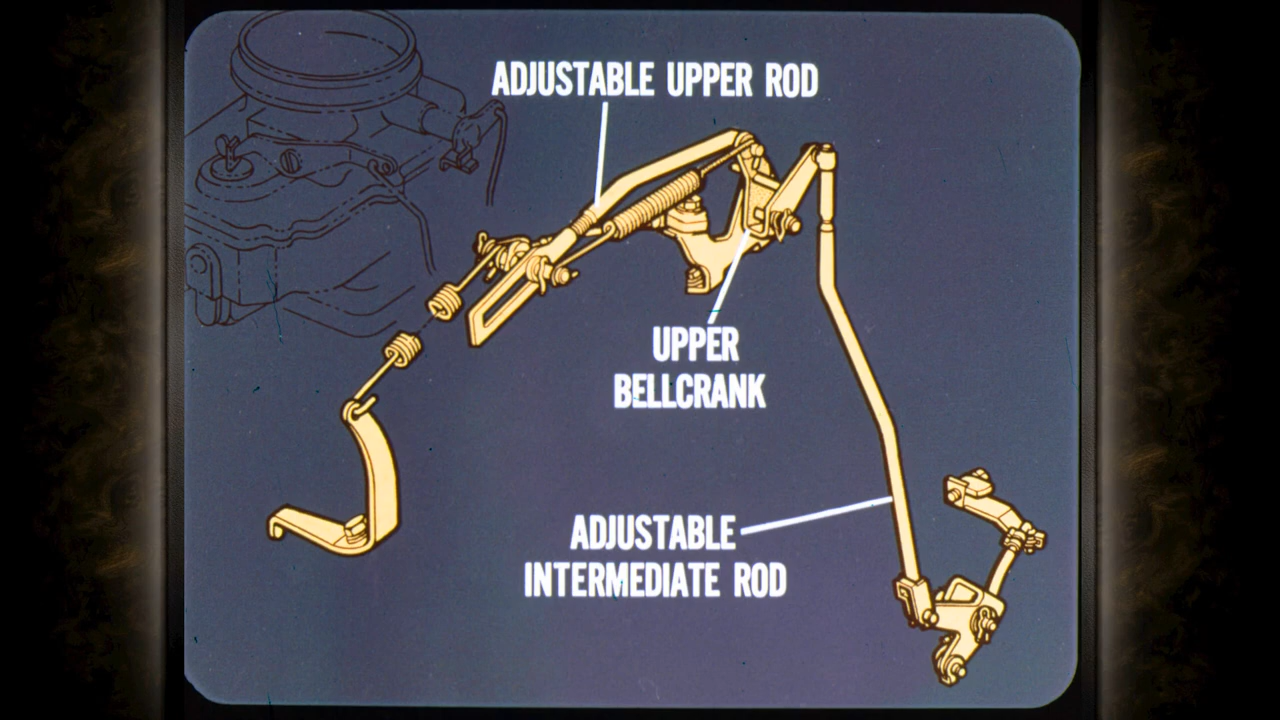 ADJUSTABLE UPPER ROD
UPPER
BELLCRANK
ADJUSTABLE
INTERMEDIATE ROD